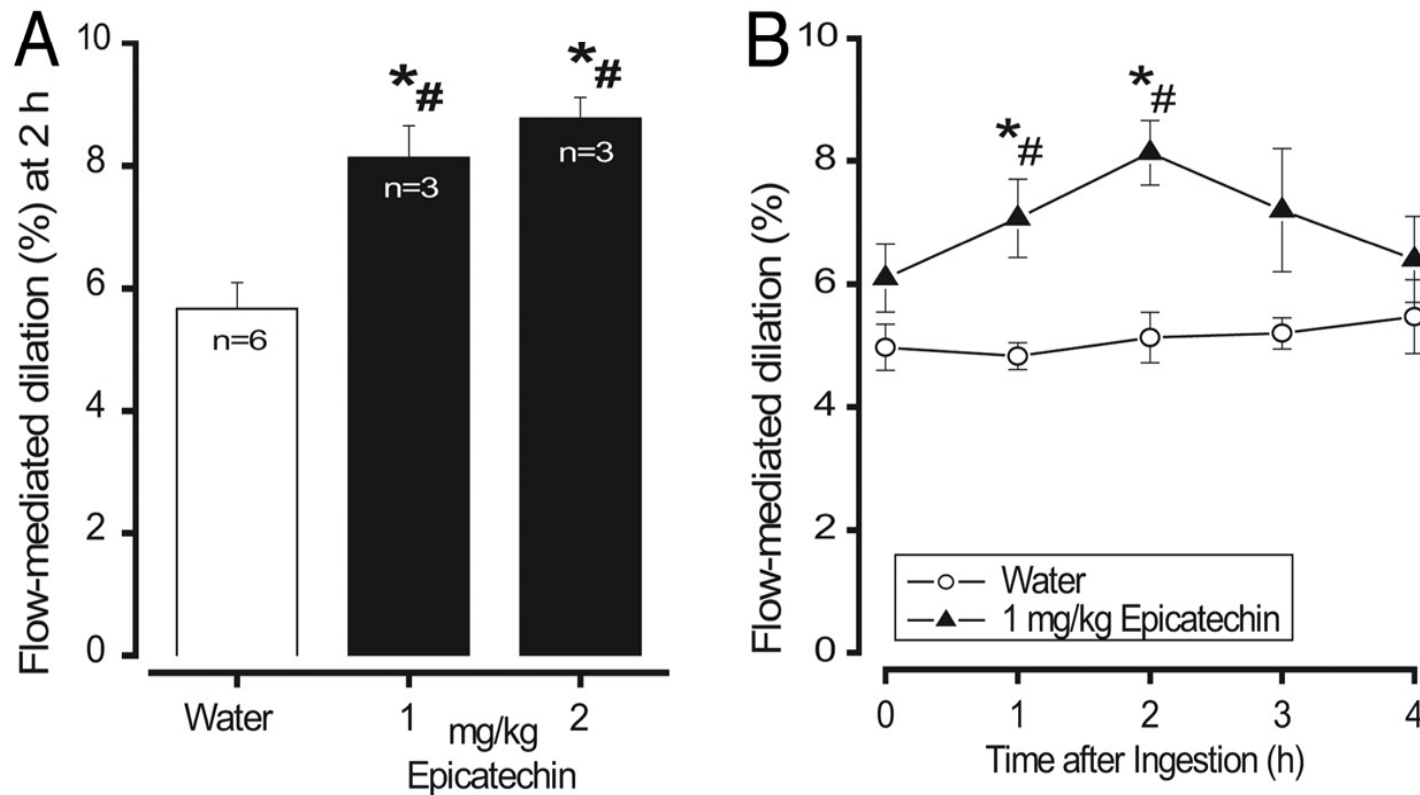 A
Flow-mediated dilation (%) at 2 h
10
8
6
4
2
0
*#
*#
n=6
n=3
n=3
Water
1
2
mg/kg
Epicatechin
B
Flow-mediated dilation (%)
10
8
6
4
2
0
*#
*#
Water
1 mg/kg Epicatechin
0 1 2 3 4
Time after Ingestion (h)